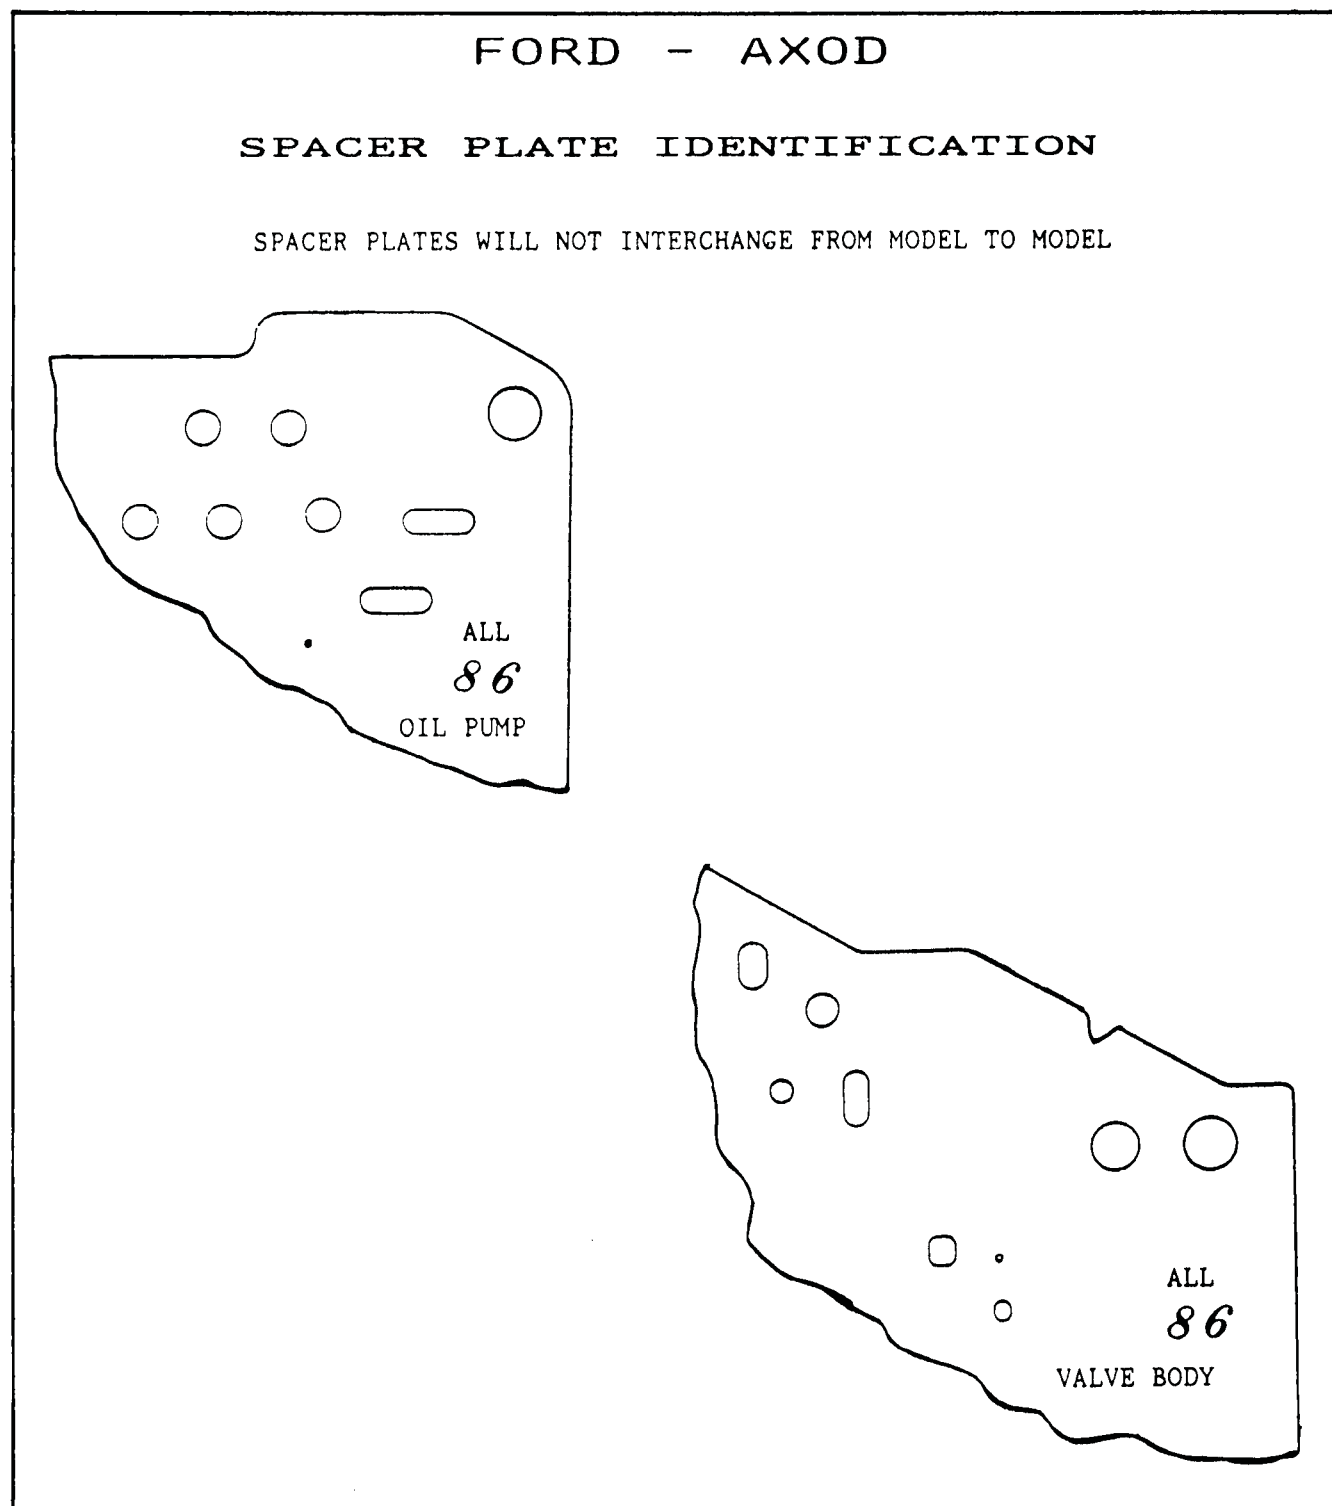 FORD - AXOD
SPACER PLATE IDENTIFICATION
SPACER PLATES WILL NOT INTERCHANGE FROM MODEL TO MODEL
ALL
86
OIL PUMP
ALL
86
VALVE BODY